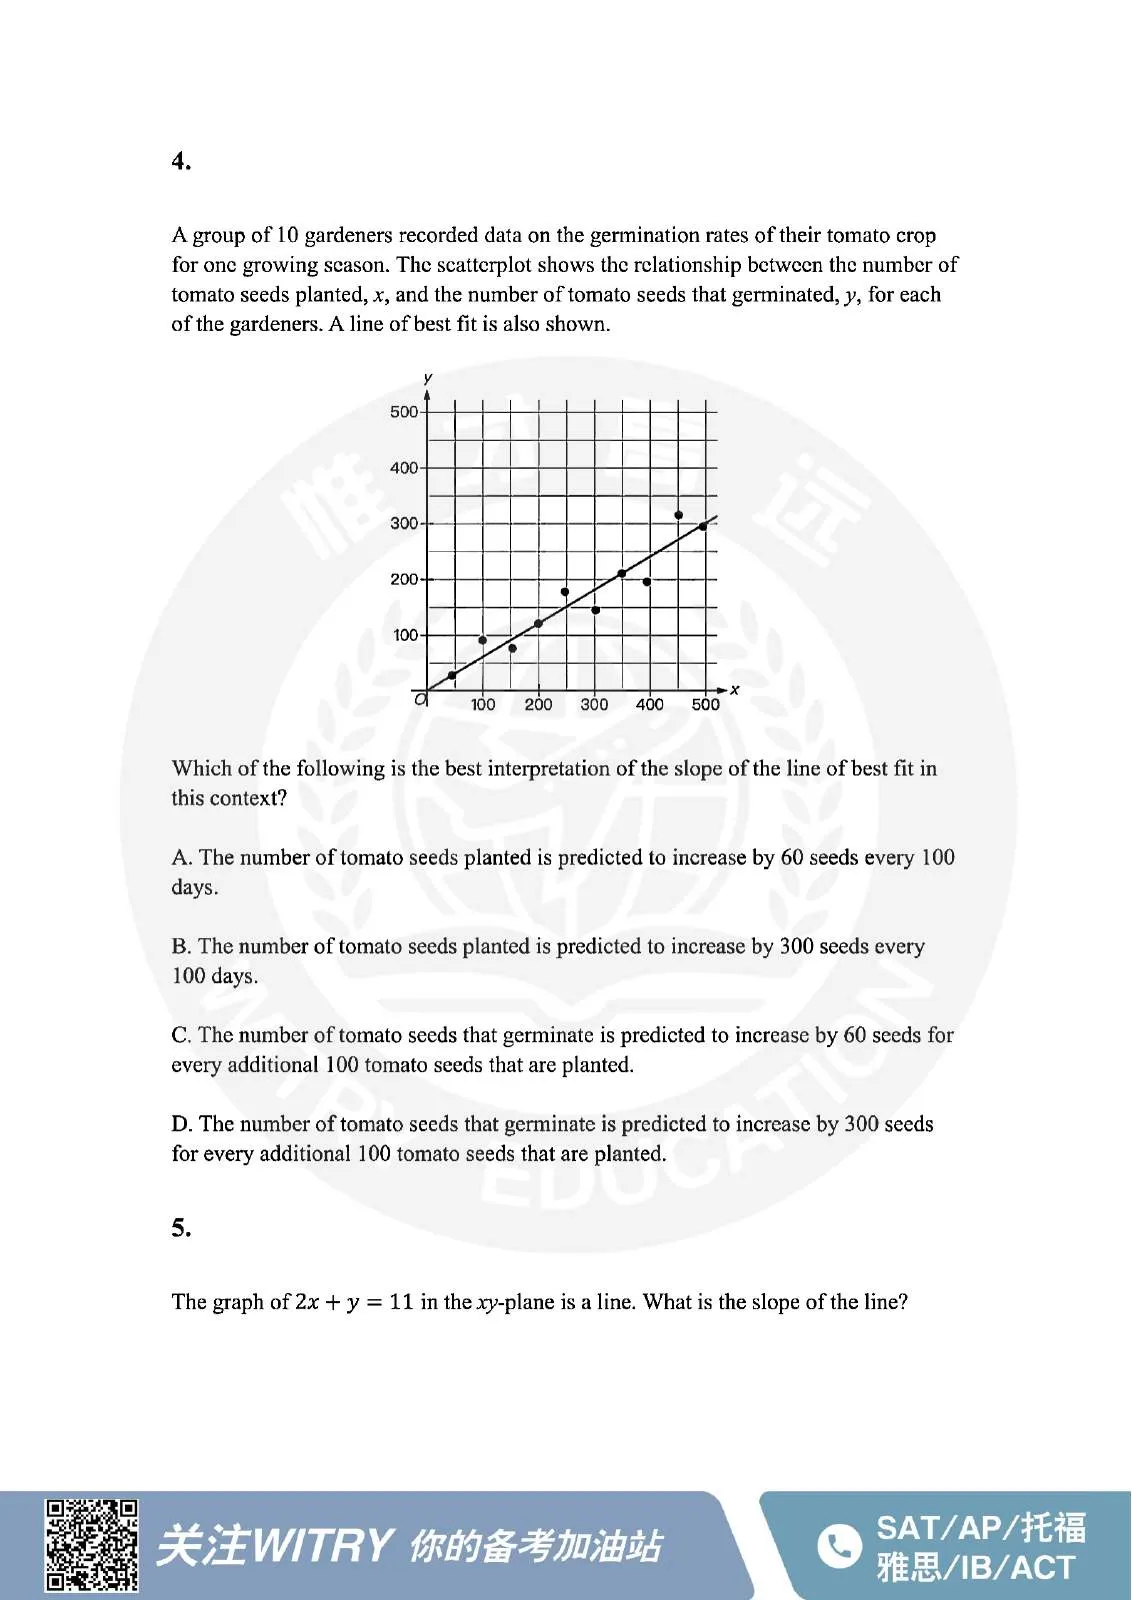 4.
A group of 10 gardeners recorded data on the germination rates of their tomato crop
for one growing season. The scatterplot shows the relationship between the number of
tomato seeds planted, x, and the number of tomato seeds that germinated, y, for each
of the gardeners. A line of best fit is also shown.
y
500
400
300
200
100
O
100 200 300 400 500 x
惟才育远
WITRY EDUCATION
Which of the following is the best interpretation of the slope of the line of best fit in
this context?
A. The number of tomato seeds planted is predicted to increase by 60 seeds every 100
days.
B. The number of tomato seeds planted is predicted to increase by 300 seeds every
100 days.
C. The number of tomato seeds that germinate is predicted to increase by 60 seeds for
every additional 100 tomato seeds that are planted.
D. The number of tomato seeds that germinate is predicted to increase by 300 seeds
for every additional 100 tomato seeds that are planted.
5.
The graph of 2x + y = 11 in the xy-plane is a line. What is the slope of the line?
关注WITRY 你的备考加油站
SAT/AP/托福
雅思/IB/ACT